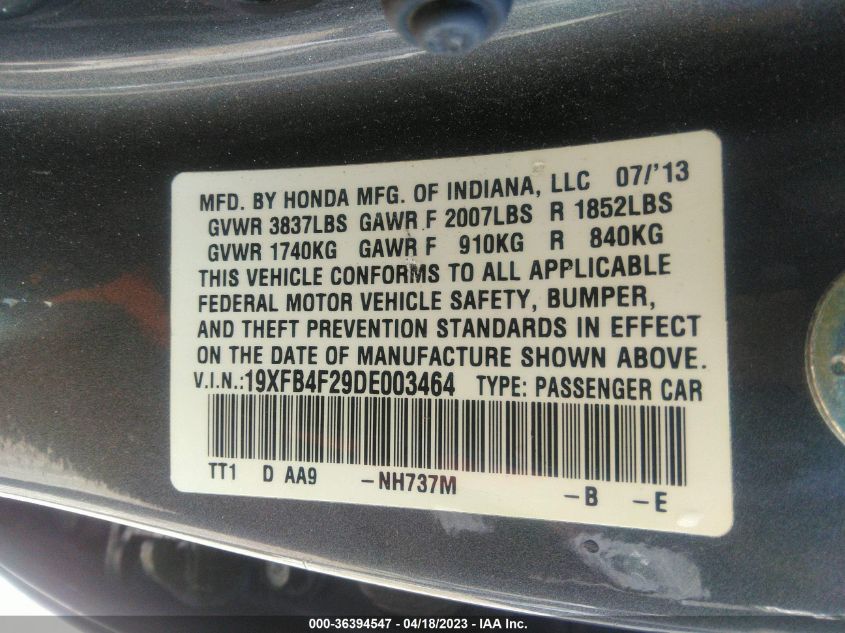 MFD. BY HONDA MFG. OF INDIANA, LLC 07/'13
GVWR 3837LBS GAWR F 2007LBS R 1852LBS
GVWR 1740KG GAWR F 910KG R 840KG
THIS VEHICLE CONFORMS TO ALL APPLICABLE
FEDERAL MOTOR VEHICLE SAFETY, BUMPER,
AND THEFT PREVENTION STANDARDS IN EFFECT
ON THE DATE OF MANUFACTURE SHOWN ABOVE.
V.I.N.:19XFB4F29DE003464 TYPE: PASSENGER CAR
TT1 D AA9 -NH737M -B -E
000-36394547 - 04/18/2023 - IAA Inc.